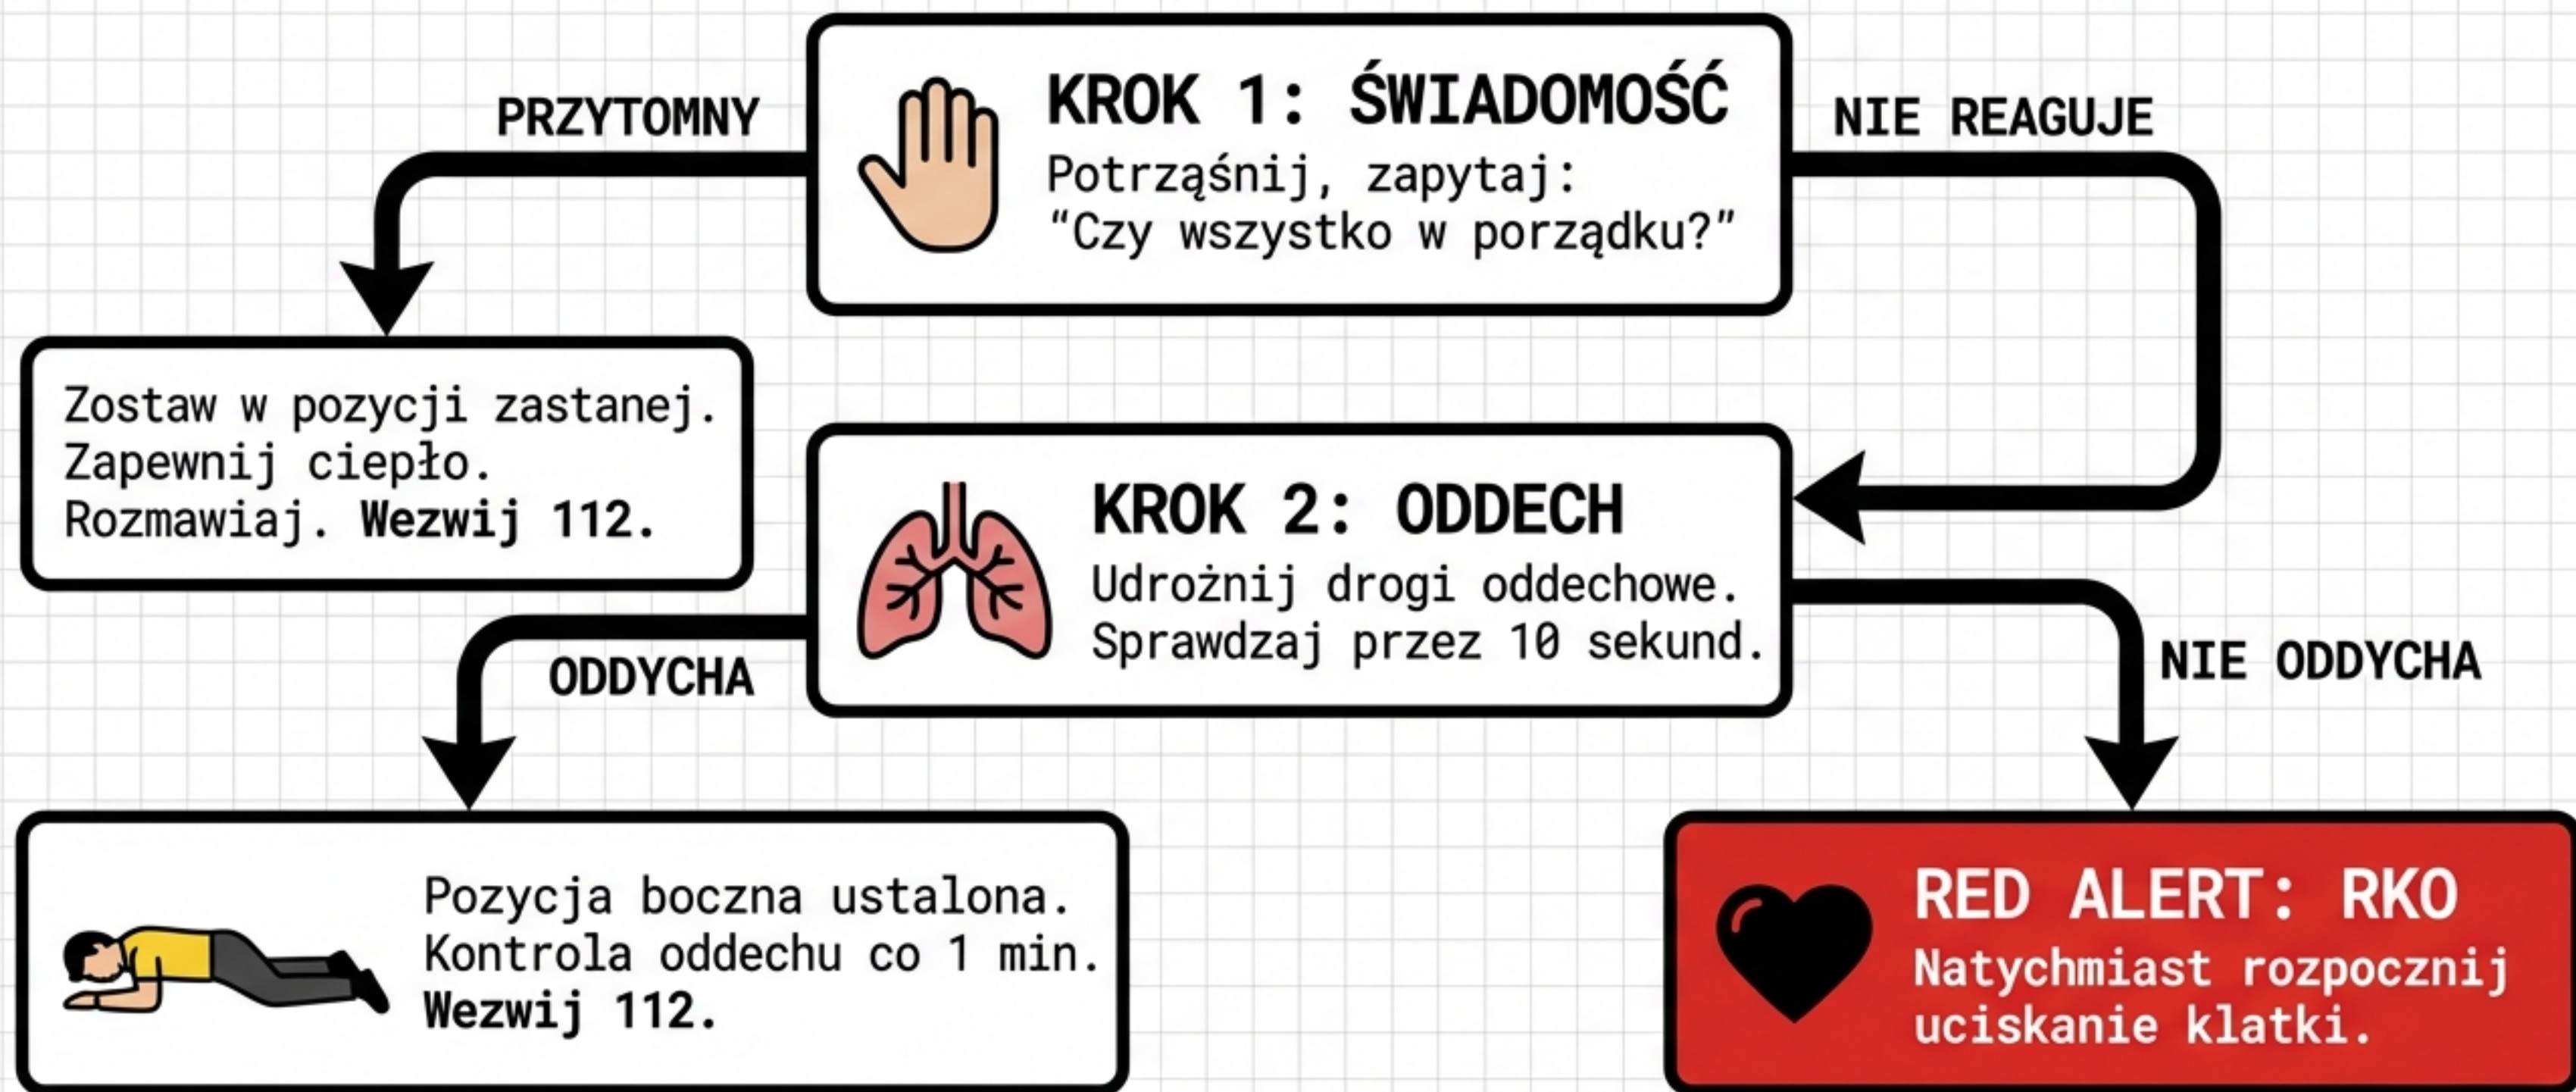 KROK 1: ŚWIADOMOŚĆ
Potrząśnij, zapytaj:
“Czy wszystko w porządku?”
PRZYTOMNY
NIE REAGUJE
Zostaw w pozycji zastanej.
Zapewnij ciepło.
Rozmawiaj. Wezwij 112.
KROK 2: ODDECH
Udrożnij drogi oddechowe.
Sprawdzaj przez 10 sekund.
ODDYCHA
NIE ODDYCHA
Pozycja boczna ustalona.
Kontrola oddechu co 1 min.
Wezwij 112.
RED ALERT: RKO
Natychmiast rozpocznij
uciskanie klatki.